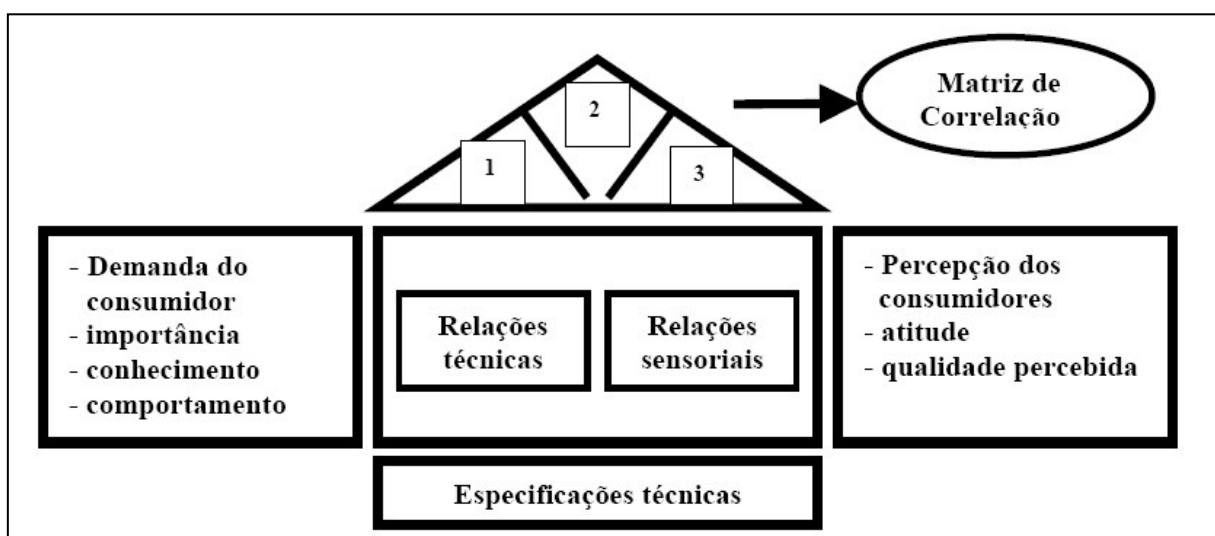 2
Matriz de
Correlação
1
3
- Demanda do
consumidor
- importância
- conhecimento
- comportamento
Relações
técnicas
Relações
sensoriais
- Percepção dos
consumidores
- atitude
- qualidade percebida
Especificações técnicas